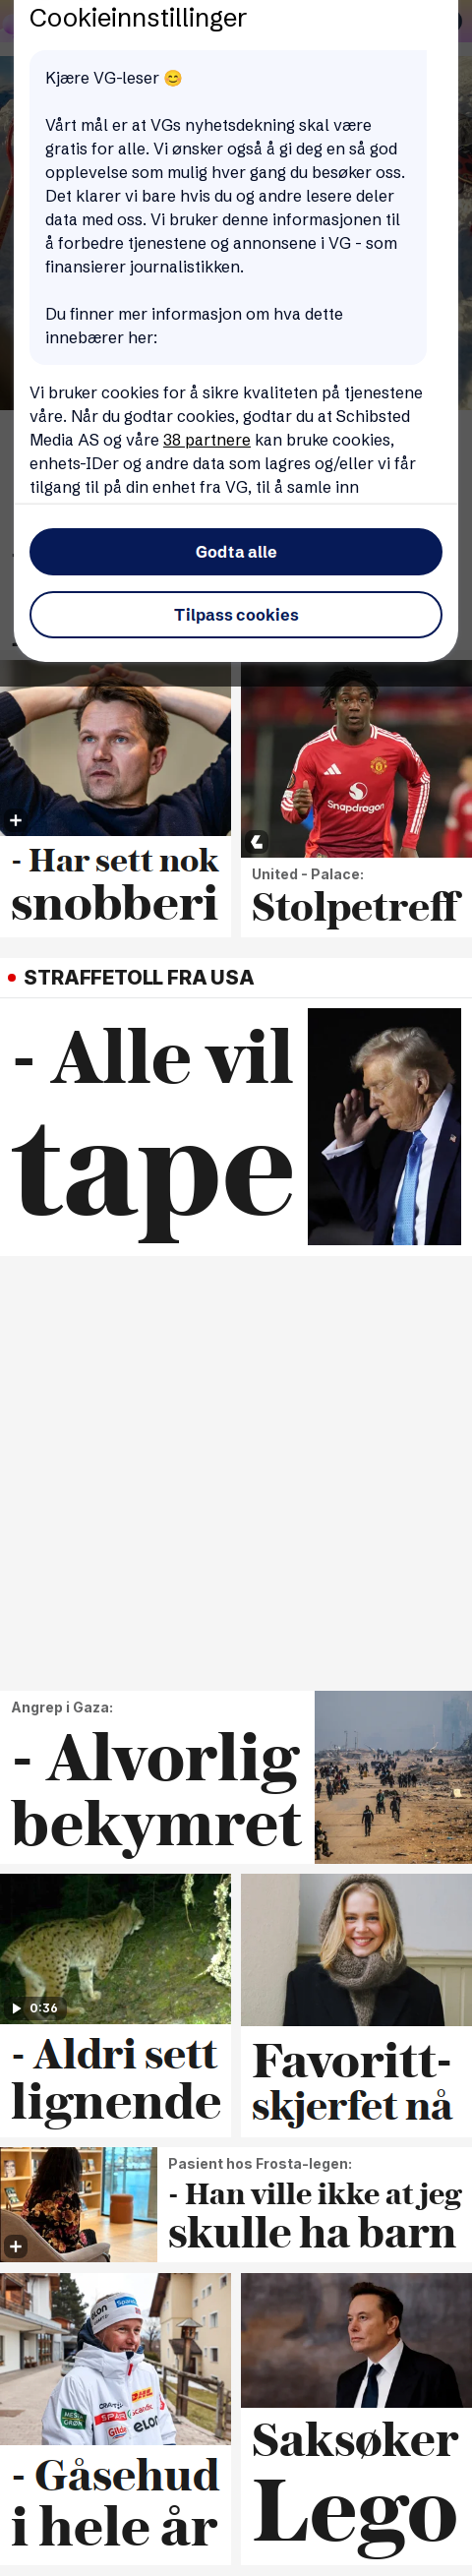 Cookieinnstillinger
Kjære VG-leser 😊
Vårt mål er at VGs nyhetsdekning skal være
gratis for alle. Vi ønsker også å gi deg en så god
opplevelse som mulig hver gang du besøker oss.
Det klarer vi bare hvis du og andre lesere deler
data med oss. Vi bruker denne informasjonen til
å forbedre tjenestene og annonsene i VG - som
finansierer journalistikken.
Du finner mer informasjon om hva dette
innebærer her:
Vi bruker cookies for å sikre kvaliteten på tjenestene
våre. Når du godtar cookies, godtar du at Schibsted
Media AS og våre 38 partnere kan bruke cookies,
enhets-IDer og andre data som lagres og/eller vi får
tilgang til på din enhet fra VG, til å samle inn
Godta alle
Tilpass cookies
Snapdragon
- Har sett nok
snobberi
United - Palace:
Stolpetreff
STRAFFETOLL FRA USA
- Alle vil
tape
Angrep i Gaza:
- Alvorlig
bekymret
0:36
- Aldri sett
lignende
Favoritt-
skjerfet nå
Pasient hos Frosta-legen:
- Han ville ikke at jeg
skulle ha barn
elon
CRAFT
DHL
SPAR
Gilde
elon
- Gåsehud
i hele år
Saksøker
Lego